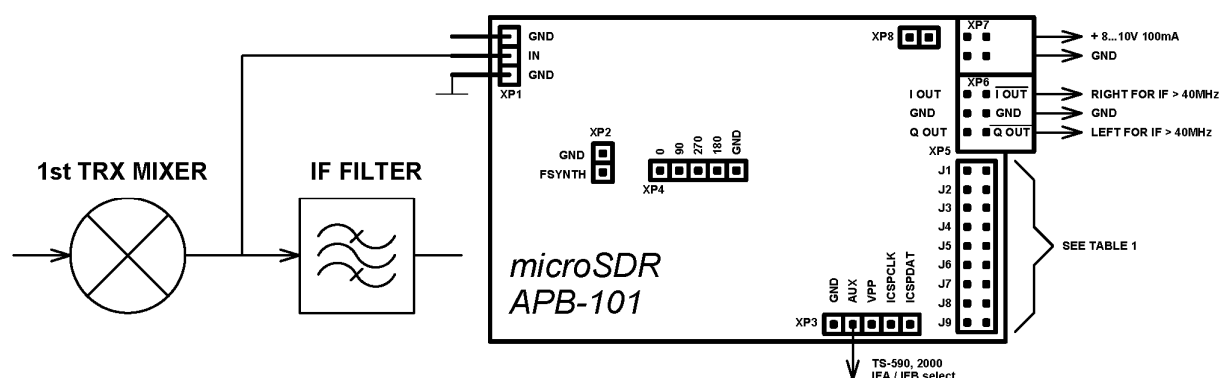 GND
IN
GND
XP1
XP8
XP7
+ 8...10V 100mA
GND
XP6
I OUT
I OUT
RIGHT FOR IF > 40MHz
GND
GND
GND
Q OUT
Q OUT
LEFT FOR IF > 40MHz
XP5
XP2
GND
FSYNTH
0
90
270
180
GND
XP4
1st TRX MIXER
IF FILTER
J1
J2
J3
J4
J5
J6
J7
J8
J9
SEE TABLE 1
microSDR
APB-101
GND
AUX
VPP
ICSPCLK
ICSPDAT
XP3
TS-590, 2000
IFA / IFB select